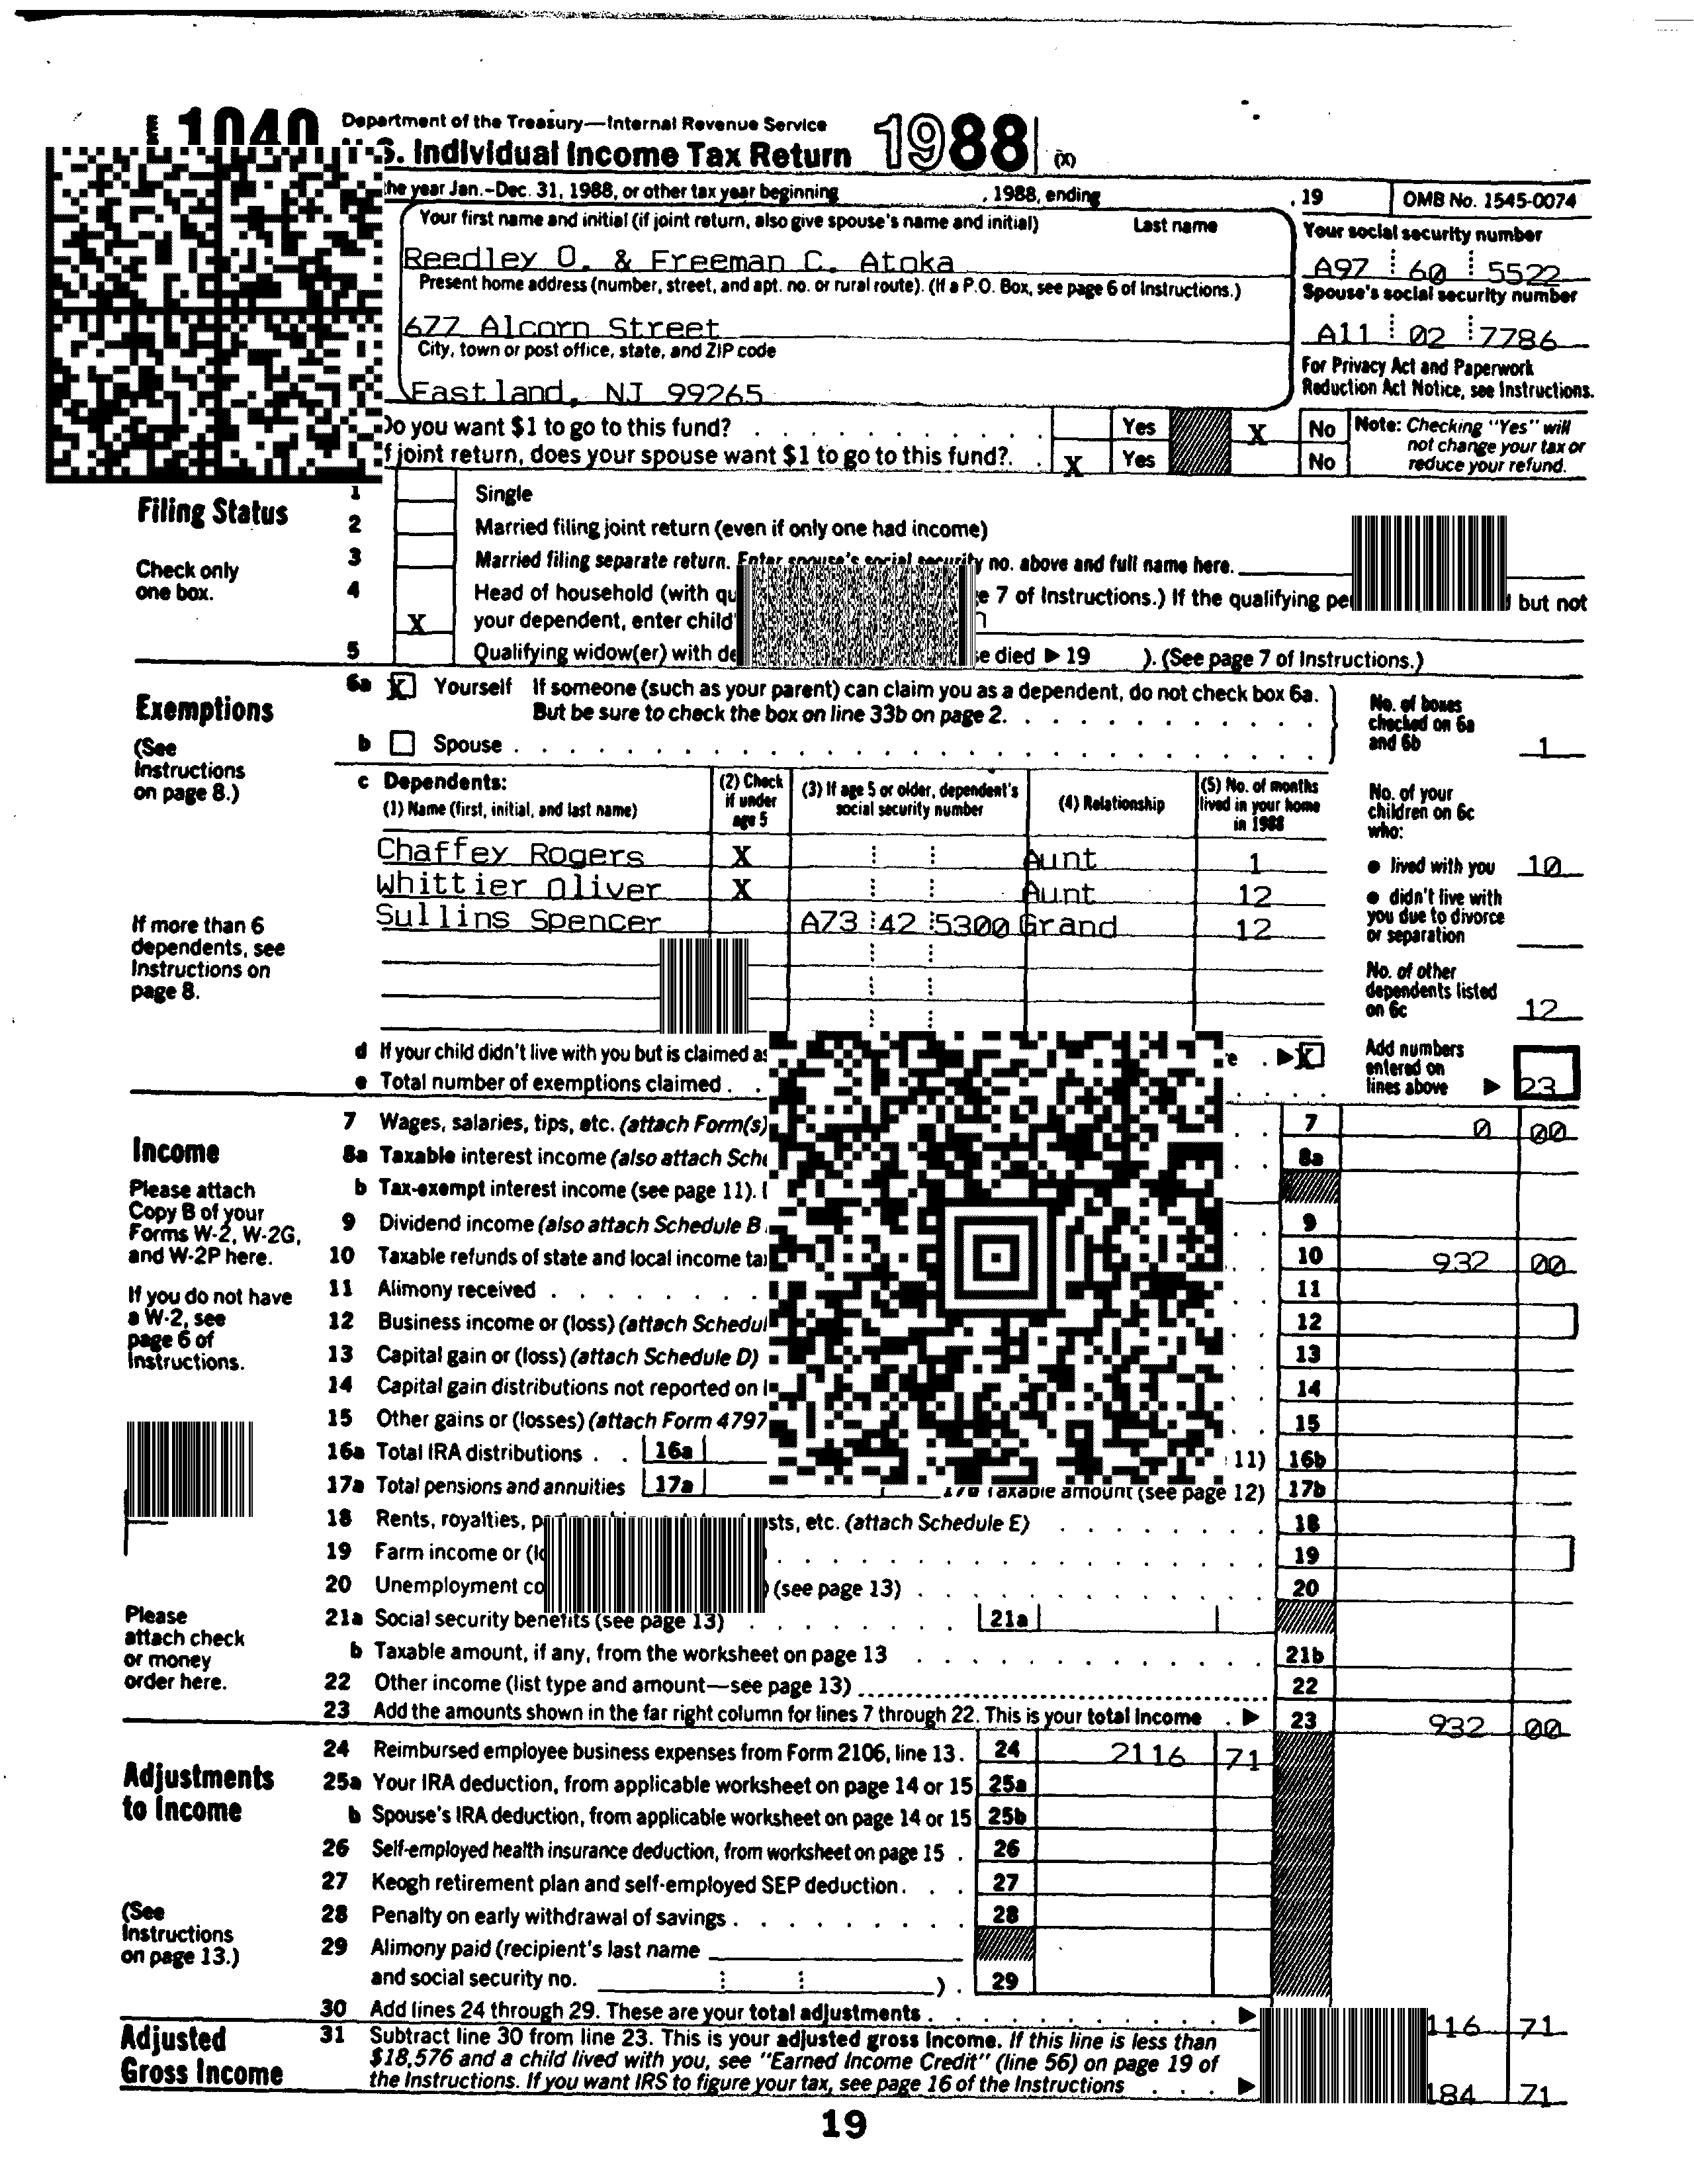 1040 Department of the Treasury—Internal Revenue Service
S. Individual Income Tax Return 1988 (X)
the year Jan.–Dec. 31, 1988, or other tax year beginning , 1988, ending , 19 OMB No. 1545-0074
Your first name and initial (if joint return, also give spouse's name and initial) Last name Your social security number
Reedley O. & Freeman C. Atoka A97 60 5522
Present home address (number, street, and apt. no. or rural route). (If a P.O. Box, see page 6 of Instructions.) Spouse's social security number
677 Alcorn Street A11 02 7786
City, town or post office, state, and ZIP code For Privacy Act and Paperwork
Eastland, NJ 99265 Reduction Act Notice, see Instructions.
Do you want $1 to go to this fund? Yes X No Note: Checking "Yes" will
not change your tax or
reduce your refund.
f joint return, does your spouse want $1 to go to this fund? X Yes No
Filing Status
Check only
one box.
1 Single
2 Married filing joint return (even if only one had income)
3 Married filing separate return. Enter spouse's social security no. above and full name here.
4 Head of household (with qu e 7 of Instructions.) If the qualifying pe but not
X your dependent, enter child'
5 Qualifying widow(er) with de e died ▶ 19 ). (See page 7 of Instructions.)
Exemptions
(See
Instructions
on page 8.)
If more than 6
dependents, see
Instructions on
page 8.
6a X Yourself If someone (such as your parent) can claim you as a dependent, do not check box 6a.
But be sure to check the box on line 33b on page 2.
b Spouse
No. of boxes
checked on 6a
and 6b 1
c Dependents:
(1) Name (first, initial, and last name) (2) Check if under age 5 (3) If age 5 or older, dependent's social security number (4) Relationship (5) No. of months lived in your home in 1988
Chaffey Rogers X Aunt 1
Whittier Oliver X Aunt 12
Sullins Spencer A73 42 5300 Grand 12
No. of your
children on 6c
who:
● lived with you 10
● didn't live with
you due to divorce
or separation
No. of other
dependents listed
on 6c 12
d If your child didn't live with you but is claimed as ▶ X
e Total number of exemptions claimed
Add numbers
entered on
lines above ▶ 23
Income
Please attach
Copy B of your
Forms W-2, W-2G,
and W-2P here.
If you do not have
a W-2, see
page 6 of
Instructions.
Please
attach check
or money
order here.
7 Wages, salaries, tips, etc. (attach Form(s) 7 0 00
8a Taxable interest income (also attach Sche 8a
b Tax-exempt interest income (see page 11).
9 Dividend income (also attach Schedule B 9
10 Taxable refunds of state and local income ta 10 932 00
11 Alimony received 11
12 Business income or (loss) (attach Schedul 12
13 Capital gain or (loss) (attach Schedule D) 13
14 Capital gain distributions not reported on 14
15 Other gains or (losses) (attach Form 4797 15
16a Total IRA distributions 16a 11) 16b
17a Total pensions and annuities 17a 17b Taxable amount (see page 12) 17b
18 Rents, royalties, p sts, etc. (attach Schedule E) 18
19 Farm income or (lo 19
20 Unemployment co (see page 13) 20
21a Social security benefits (see page 13) 21a
b Taxable amount, if any, from the worksheet on page 13 21b
22 Other income (list type and amount—see page 13) 22
23 Add the amounts shown in the far right column for lines 7 through 22. This is your total income ▶ 23 932 00
Adjustments
to Income
(See
Instructions
on page 13.)
24 Reimbursed employee business expenses from Form 2106, line 13. 24 2116 71
25a Your IRA deduction, from applicable worksheet on page 14 or 15 25a
b Spouse's IRA deduction, from applicable worksheet on page 14 or 15 25b
26 Self-employed health insurance deduction, from worksheet on page 15 26
27 Keogh retirement plan and self-employed SEP deduction 27
28 Penalty on early withdrawal of savings 28
29 Alimony paid (recipient's last name
and social security no. ) 29
30 Add lines 24 through 29. These are your total adjustments ▶ 116 71
Adjusted
Gross Income
31 Subtract line 30 from line 23. This is your adjusted gross income. If this line is less than
$18,576 and a child lived with you, see "Earned Income Credit" (line 56) on page 19 of
the Instructions. If you want IRS to figure your tax, see page 16 of the Instructions ▶ 184 71
19